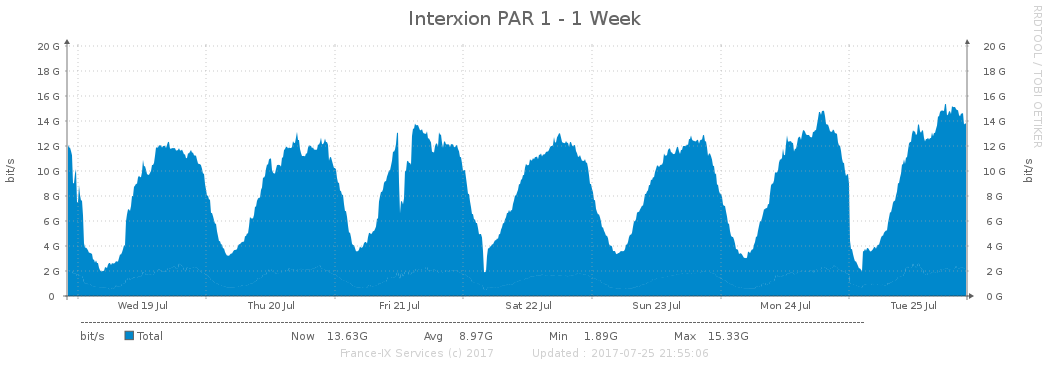 Interxion PAR 1 - 1 Week
RRDTOOL / TOBI OETIKER
20 G 20 G
18 G 18 G
16 G 16 G
14 G 14 G
12 G 12 G
10 G 10 G
8 G 8 G
6 G 6 G
4 G 4 G
2 G 2 G
0 0 G
bit/s bit/s
Wed 19 Jul Thu 20 Jul Fri 21 Jul Sat 22 Jul Sun 23 Jul Mon 24 Jul Tue 25 Jul
bit/s Total Now 13.63G Avg 8.97G Min 1.89G Max 15.33G
France-IX Services (c) 2017 Updated : 2017-07-25 21:55:06